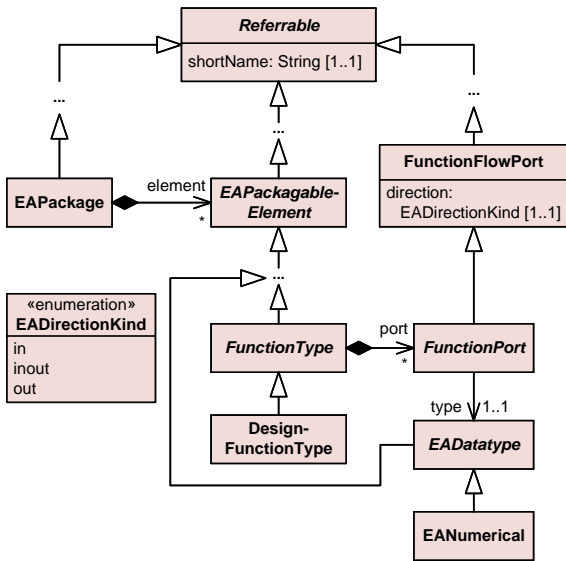 Referrable
shortName: String [1..1]
...
...
...
EAPackage
element
*
EAPackagable-
Element
FunctionFlowPort
direction:
EADirectionKind [1..1]
...
«enumeration»
EADirectionKind
in
inout
out
FunctionType
port
*
FunctionPort
Design-
FunctionType
type
1..1
EADatatype
EANumerical